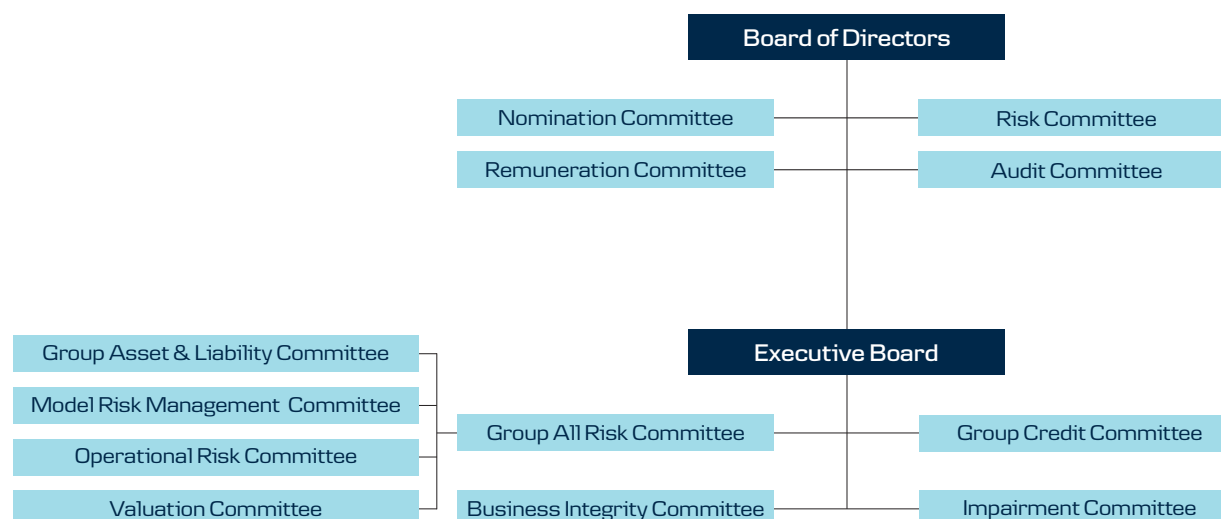 Board of Directors
Nomination Committee
Risk Committee
Remuneration Committee
Audit Committee
Executive Board
Group Asset & Liability Committee
Model Risk Management Committee
Group All Risk Committee
Group Credit Committee
Operational Risk Committee
Valuation Committee
Business Integrity Committee
Impairment Committee